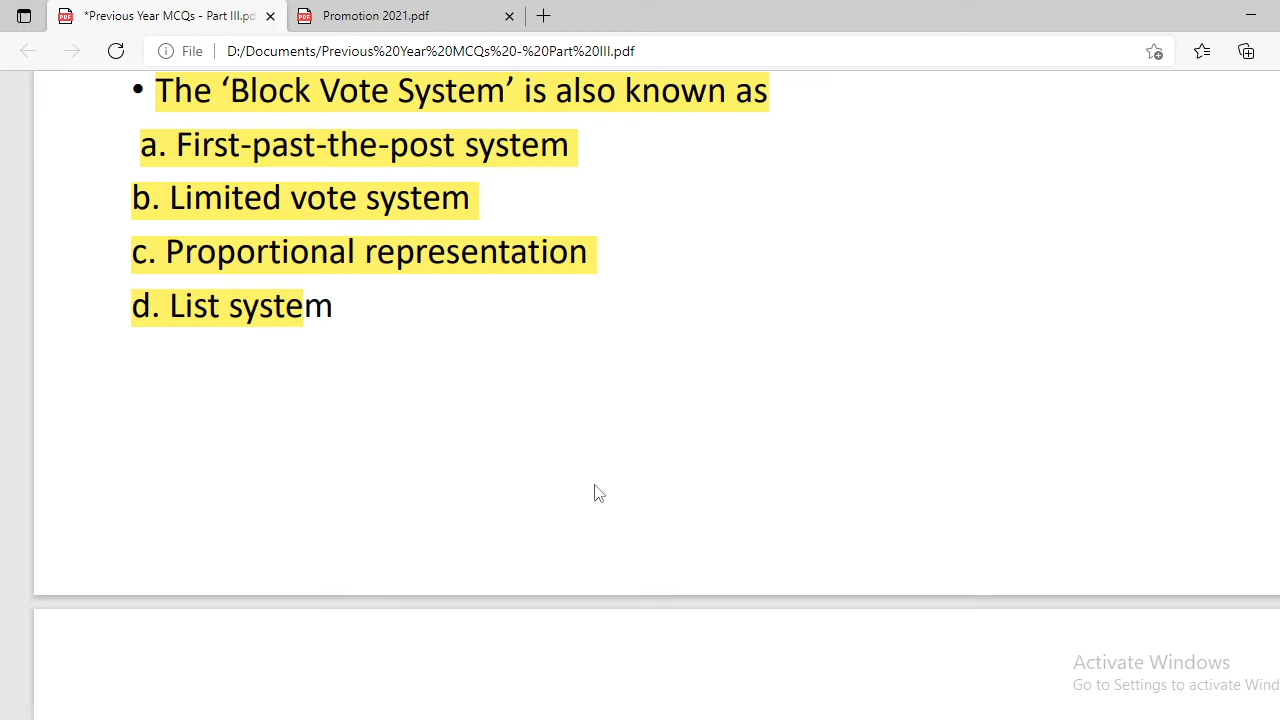 *Previous Year MCQs - Part III.pd
Promotion 2021.pdf
File
D:/Documents/Previous%20Year%20MCQs%20-%20Part%20III.pdf
• The ‘Block Vote System’ is also known as
a. First-past-the-post system
b. Limited vote system
c. Proportional representation
d. List system
Activate Windows
Go to Settings to activate Wind